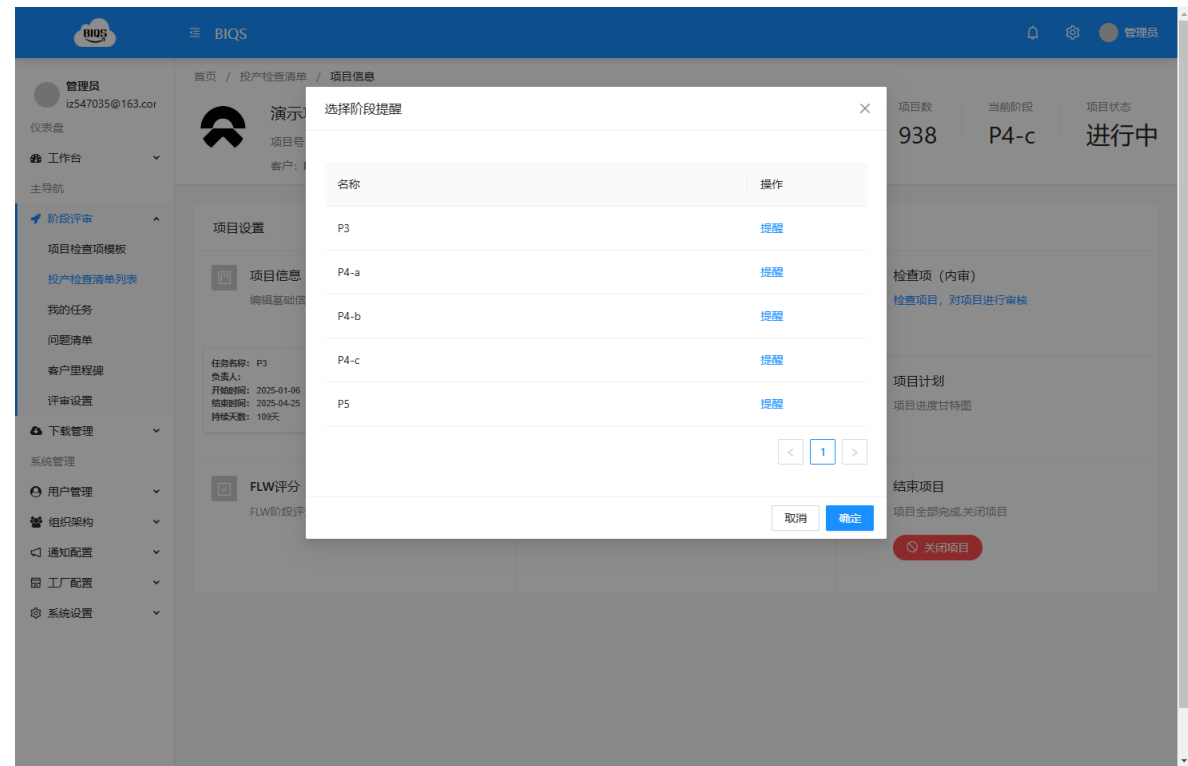 BIQS
BIQS
管理员
管理员
iz547035@163.cor
仪表盘
工作台
主导航
阶段评审
项目检查项模板
投产检查清单列表
我的任务
问题清单
客户里程碑
评审设置
下载管理
系统管理
用户管理
组织架构
通知配置
工厂配置
系统设置
首页 / 投产检查清单 / 项目信息
演示
项目号
客户：
项目数
938
当前阶段
P4-c
项目状态
进行中
项目设置
项目信息
编辑基础信
任务名称： P3
负责人：
开始时间： 2025-01-06
结束时间： 2025-04-25
持续天数： 109天
FLW评分
FLW阶段评
检查项（内审）
检查项目，对项目进行审核
项目计划
项目进度甘特图
结束项目
项目全部完成,关闭项目
关闭项目
选择阶段提醒
名称 操作
P3 提醒
P4-a 提醒
P4-b 提醒
P4-c 提醒
P5 提醒
< 1 >
取消 确定